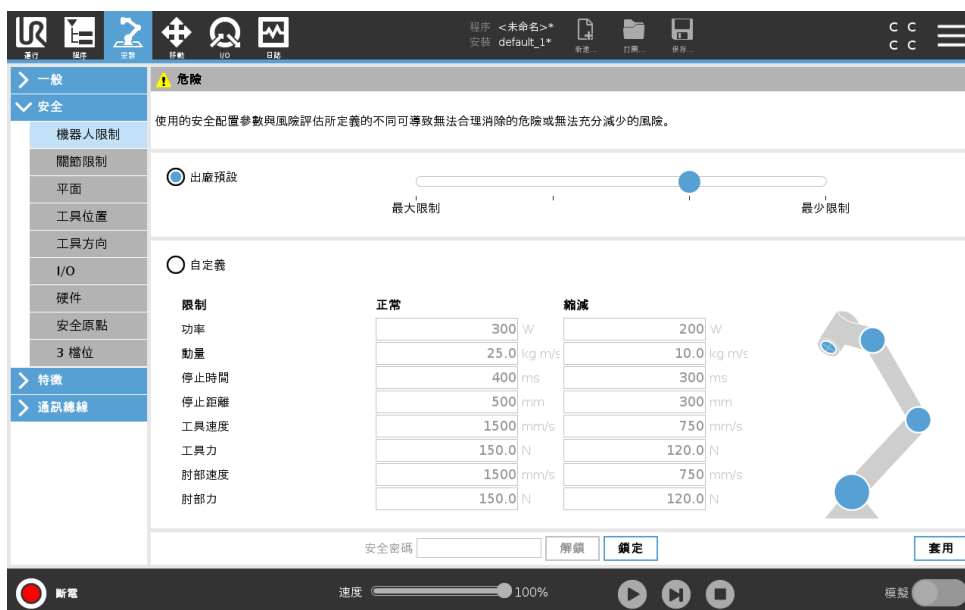 UR
運行
程序
安裝
移動
I/O
日誌
程序 <未命名>*
安裝 default_1*
新建...
打開...
保存...
C C
C C
一般
安全
機器人限制
關節限制
平面
工具位置
工具方向
I/O
硬件
安全原點
3 檔位
特徵
通訊總線
危險
使用的安全配置參數與風險評估所定義的不同可導致無法合理消除的危險或無法充分減少的風險。
出廠預設
最大限制 最少限制
自定義
限制 正常 縮減
功率 300 W 200 W
動量 25.0 kg m/s 10.0 kg m/s
停止時間 400 ms 300 ms
停止距離 500 mm 300 mm
工具速度 1500 mm/s 750 mm/s
工具力 150.0 N 120.0 N
肘部速度 1500 mm/s 750 mm/s
肘部力 150.0 N 120.0 N
安全密碼 解鎖 鎖定 套用
斷電 速度 100% 模擬